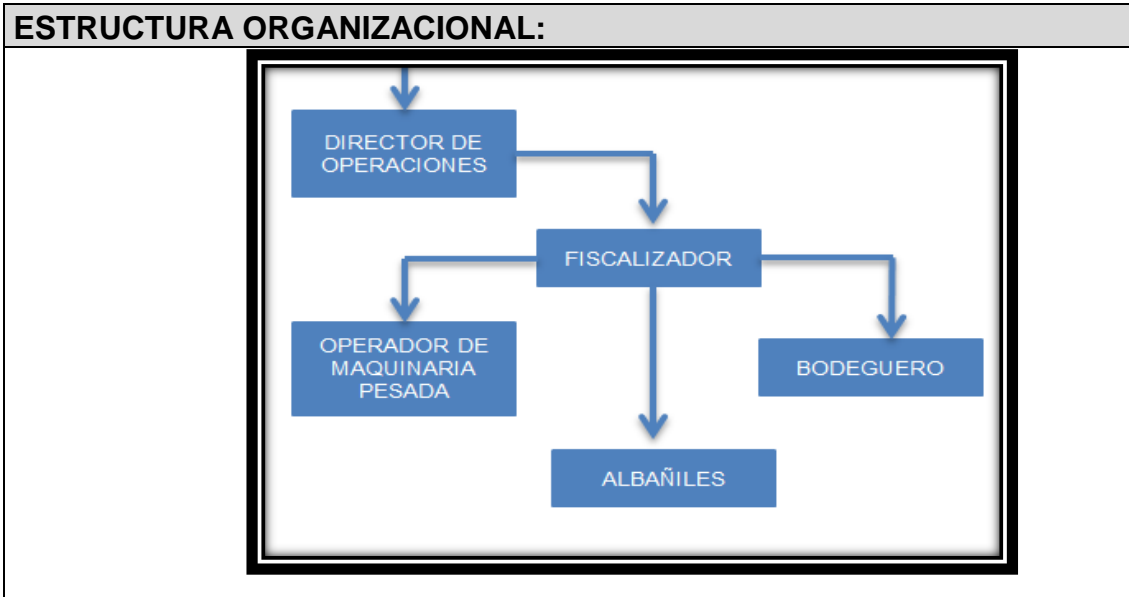 ESTRUCTURA ORGANIZACIONAL:
DIRECTOR DE
OPERACIONES
FISCALIZADOR
OPERADOR DE
MAQUINARIA
PESADA
BODEGUERO
ALBAÑILES